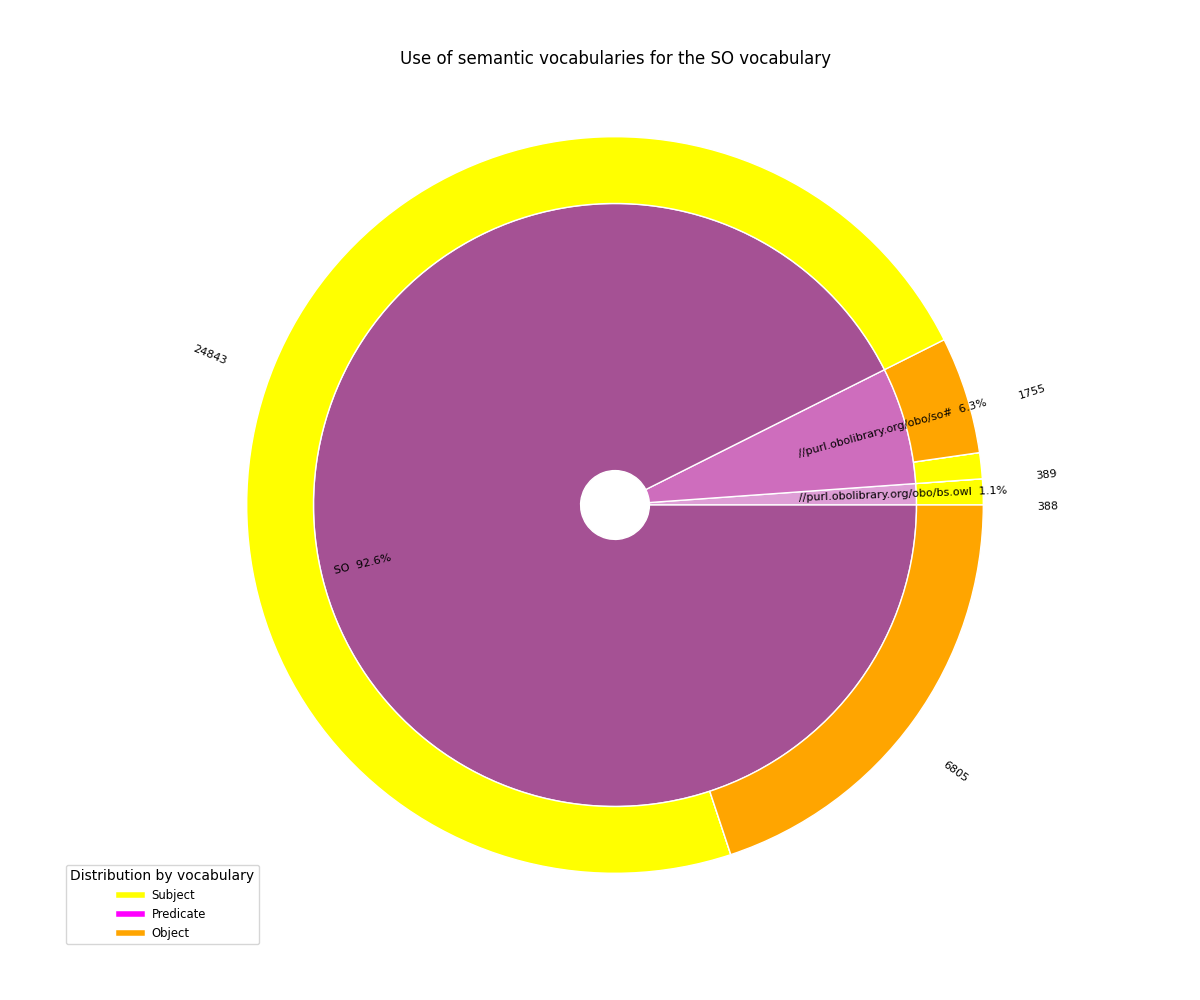 Use of semantic vocabularies for the SO vocabulary
24843
1755
//purl.obolibrary.org/obo/so#  6.3%
389
//purl.obolibrary.org/obo/bs.owl  1.1%
388
SO  92.6%
6805
Distribution by vocabulary
Subject
Predicate
Object